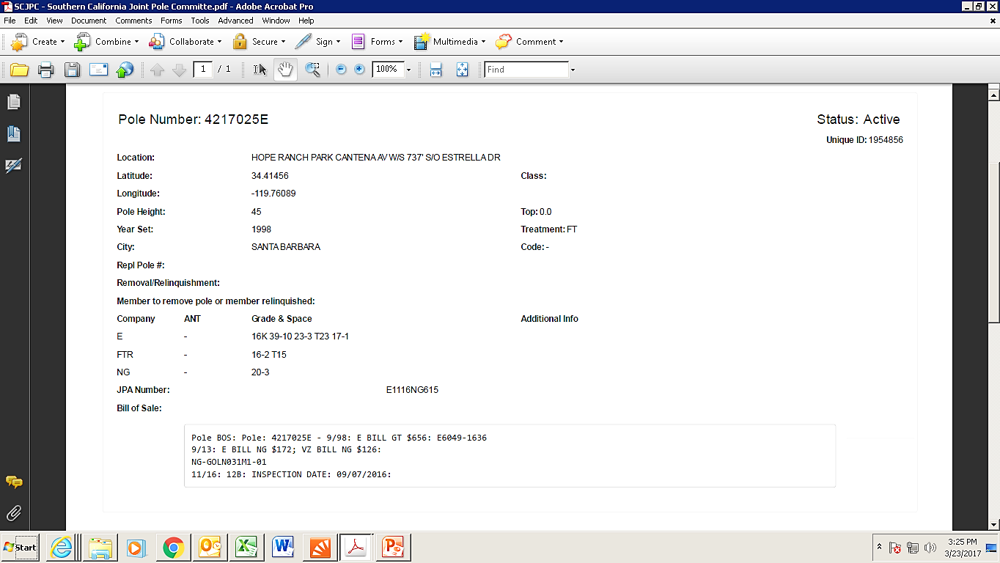 SCJPC - Southern California Joint Pole Committe.pdf - Adobe Acrobat Pro
File Edit View Document Comments Forms Tools Advanced Window Help
Create Combine Collaborate Secure Sign Forms Multimedia Comment
1 / 1 100% Find
Pole Number: 4217025E Status: Active
Unique ID: 1954856
Location: HOPE RANCH PARK CANTENA AV W/S 737' S/O ESTRELLA DR
Latitude: 34.41456 Class:
Longitude: -119.76089
Pole Height: 45 Top: 0.0
Year Set: 1998 Treatment: FT
City: SANTA BARBARA Code: -
Repl Pole #:
Removal/Relinquishment:
Member to remove pole or member relinquished:
Company ANT Grade & Space Additional Info
E - 16K 39-10 23-3 T23 17-1
FTR - 16-2 T15
NG - 20-3
JPA Number: E1116NG615
Bill of Sale:
Pole BOS: Pole: 4217025E - 9/98: E BILL GT $656: E6049-1636
9/13: E BILL NG $172; VZ BILL NG $126:
NG-GOLN031M1-01
11/16: 12B: INSPECTION DATE: 09/07/2016:
Start
3:25 PM
3/23/2017